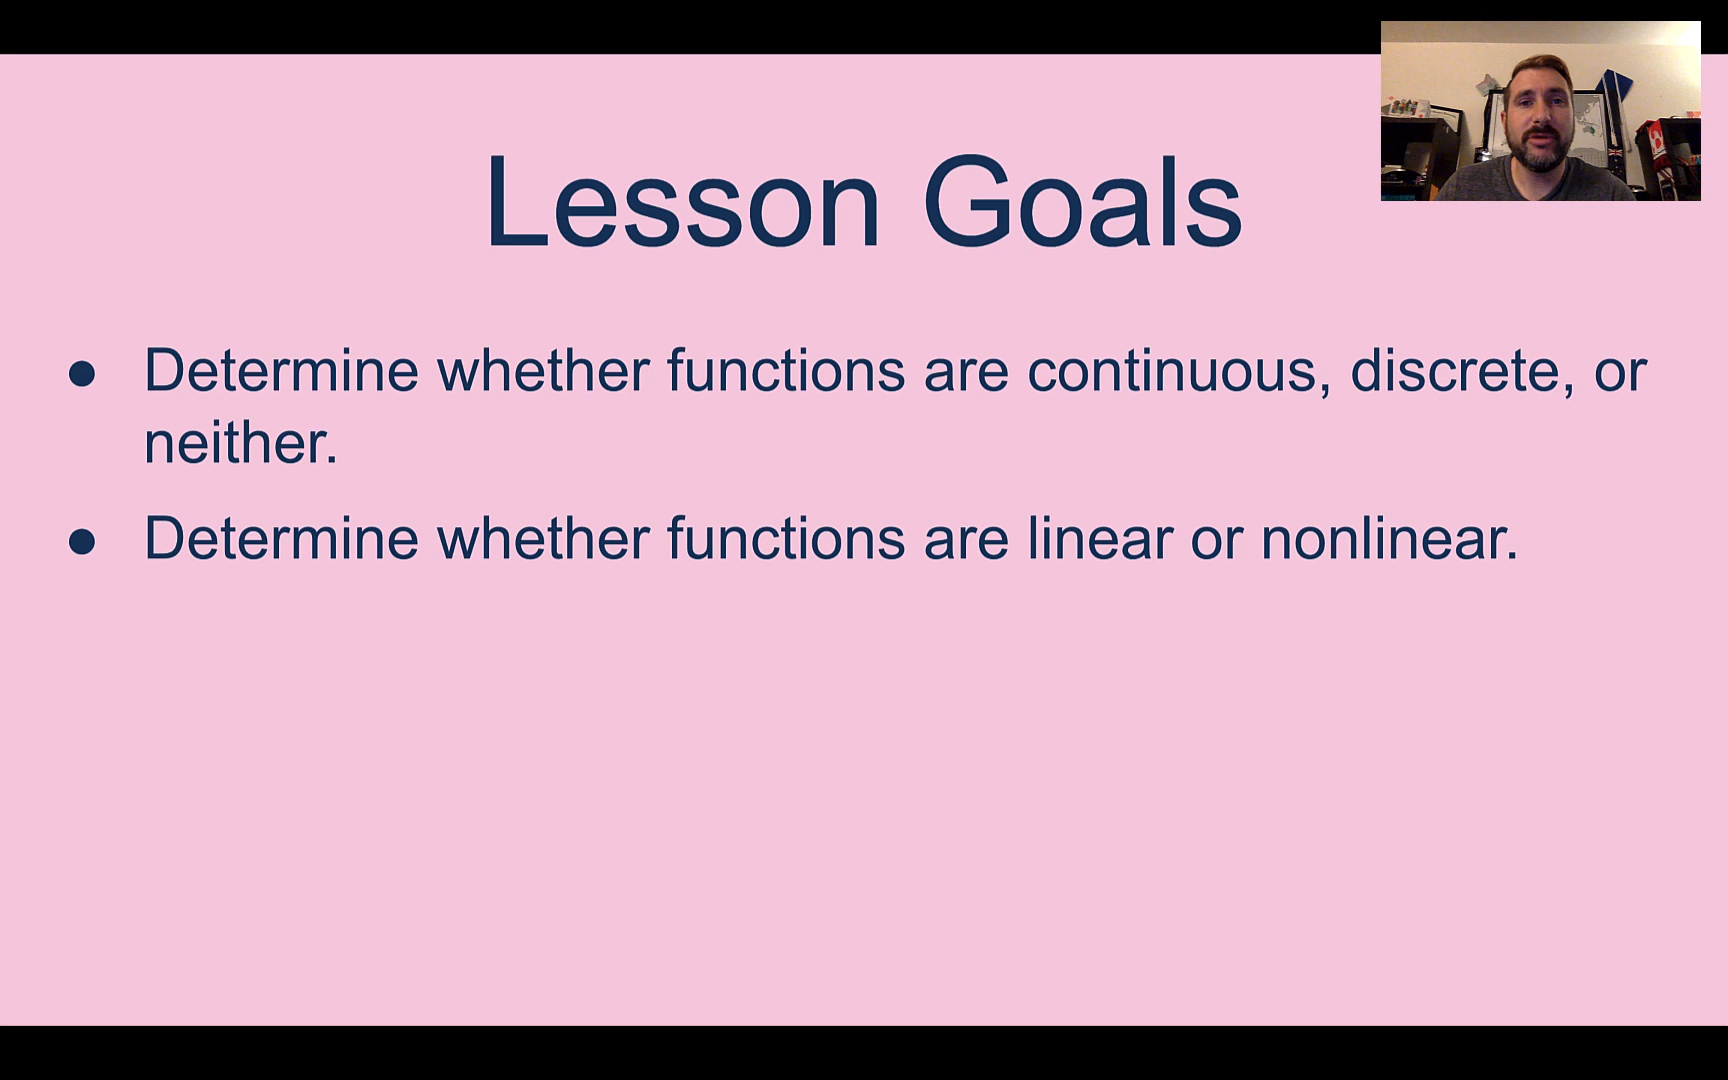 Lesson Goals
● Determine whether functions are continuous, discrete, or
neither.
● Determine whether functions are linear or nonlinear.